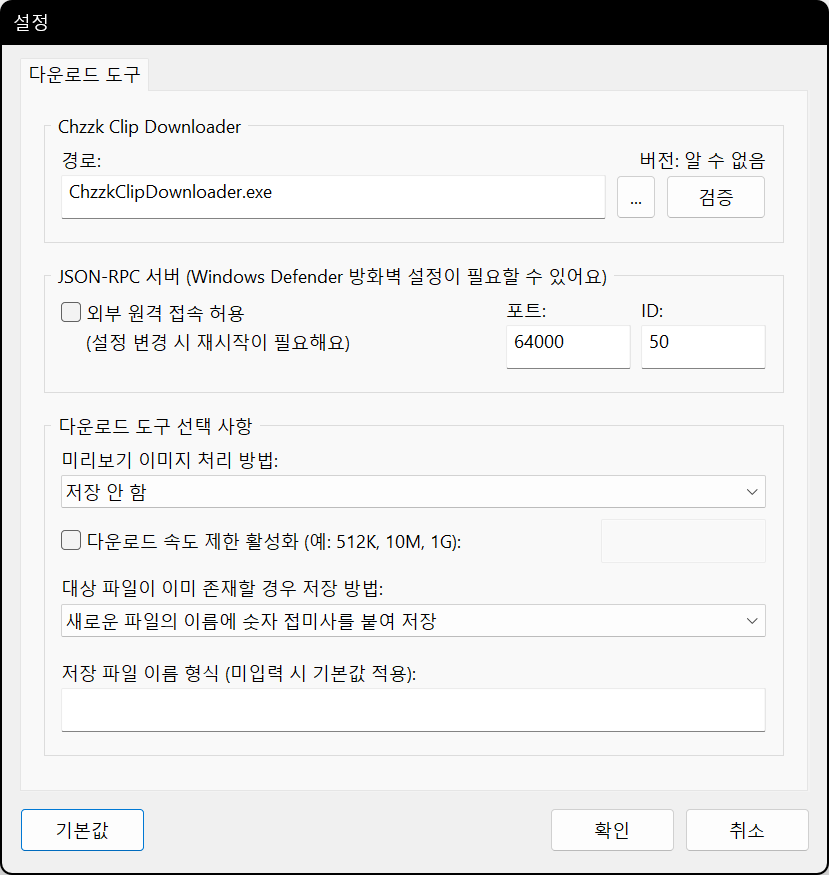 설정
다운로드 도구
Chzzk Clip Downloader
경로:
버전: 알 수 없음
ChzzkClipDownloader.exe
...
검증
JSON-RPC 서버 (Windows Defender 방화벽 설정이 필요할 수 있어요)
외부 원격 접속 허용
(설정 변경 시 재시작이 필요해요)
포트:
ID:
64000
50
다운로드 도구 선택 사항
미리보기 이미지 처리 방법:
저장 안 함
다운로드 속도 제한 활성화 (예: 512K, 10M, 1G):
대상 파일이 이미 존재할 경우 저장 방법:
새로운 파일의 이름에 숫자 접미사를 붙여 저장
저장 파일 이름 형식 (미입력 시 기본값 적용):
기본값
확인
취소